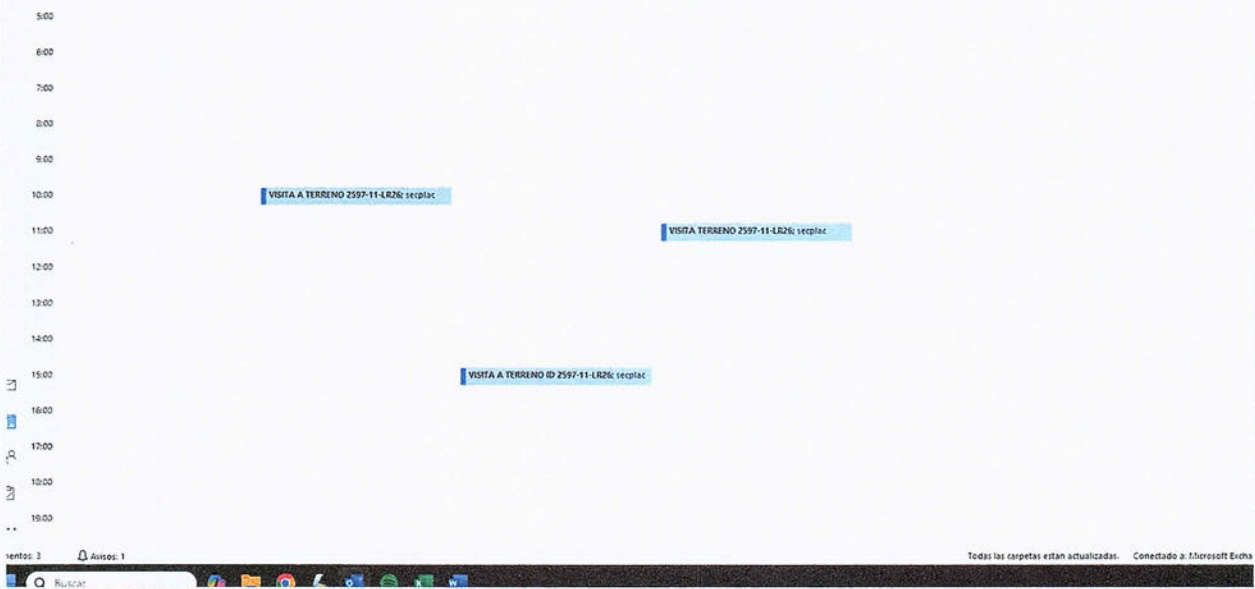 5:00
6:00
7:00
8:00
9:00
10:00 VISITA A TERRENO 2597-11-LR26; secplac
11:00 VISITA TERRENO 2597-11-LR26; secplac
12:00
13:00
14:00
15:00 VISITA A TERRENO ID 2597-11-LR26; secplac
16:00
17:00
18:00
19:00
mentos: 3 Avisos: 1 Todas las carpetas están actualizadas. Conectado a: Microsoft Excha
Buscar